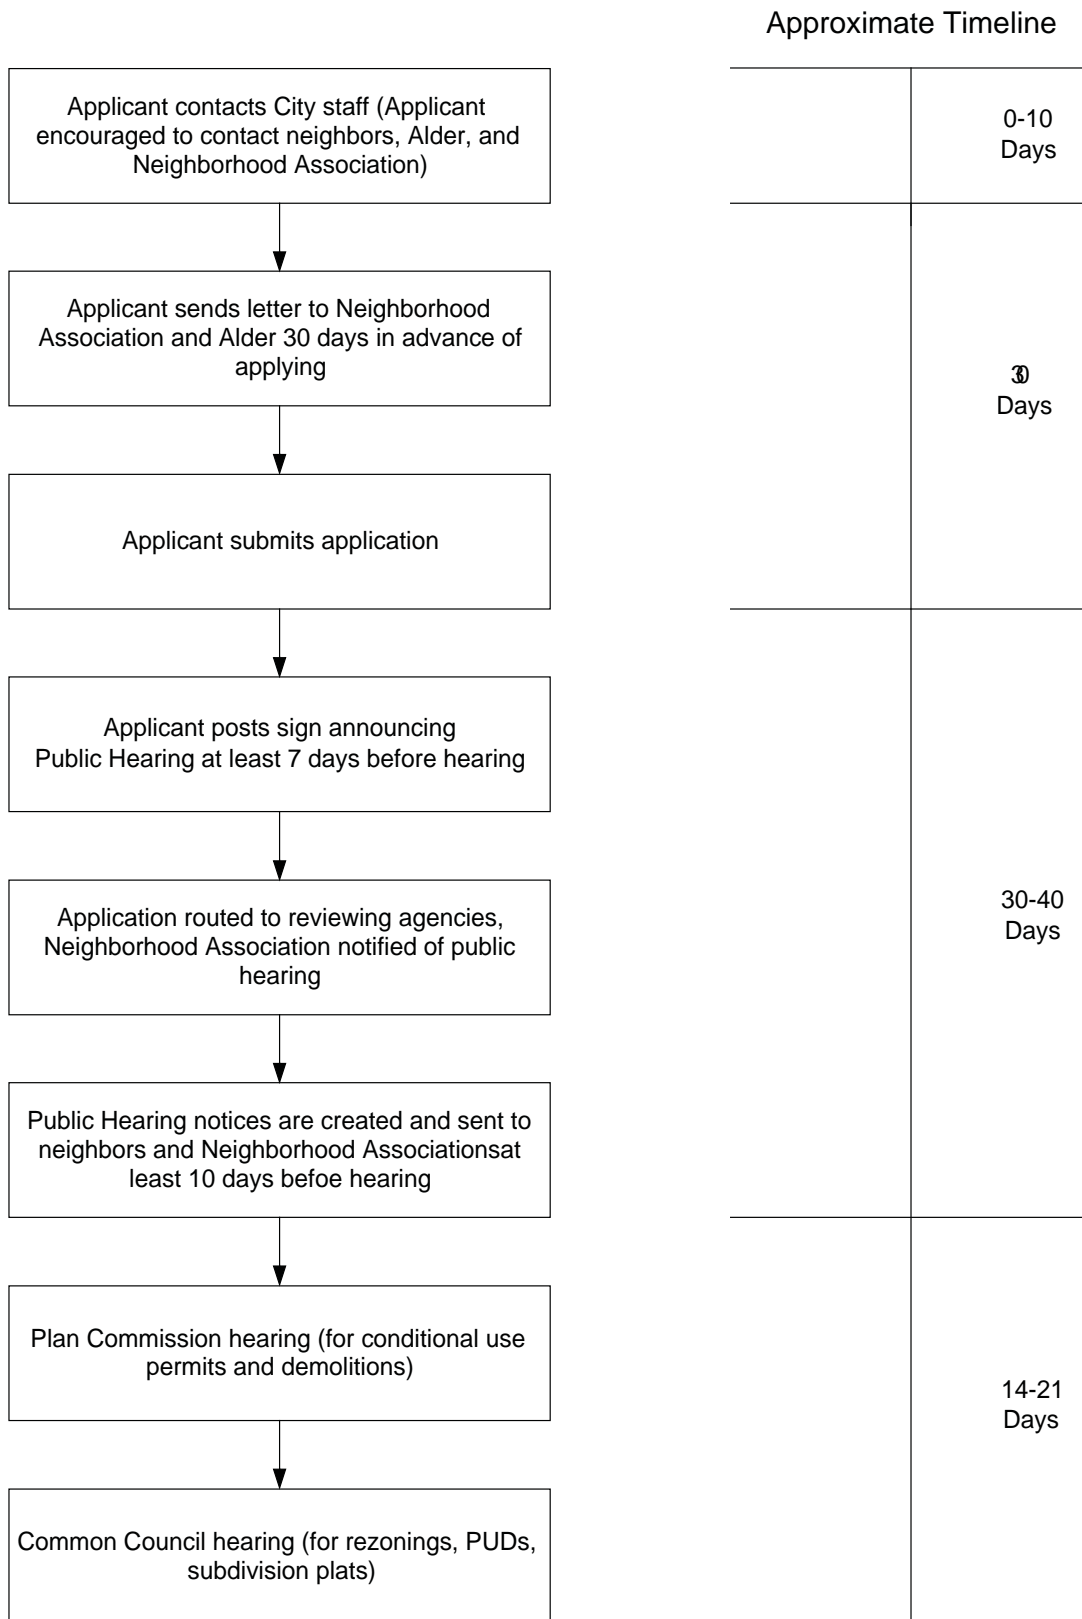 Approximate Timeline
Applicant contacts City staff (Applicant
encouraged to contact neighbors, Alder, and
Neighborhood Association)
0-10
Days
Applicant sends letter to Neighborhood
Association and Alder 30 days in advance of
applying
30
Days
Applicant submits application
Applicant posts sign announcing
Public Hearing at least 7 days before hearing
Application routed to reviewing agencies,
Neighborhood Association notified of public
hearing
30-40
Days
Public Hearing notices are created and sent to
neighbors and Neighborhood Associationsat
least 10 days befoe hearing
Plan Commission hearing (for conditional use
permits and demolitions)
14-21
Days
Common Council hearing (for rezonings, PUDs,
subdivision plats)